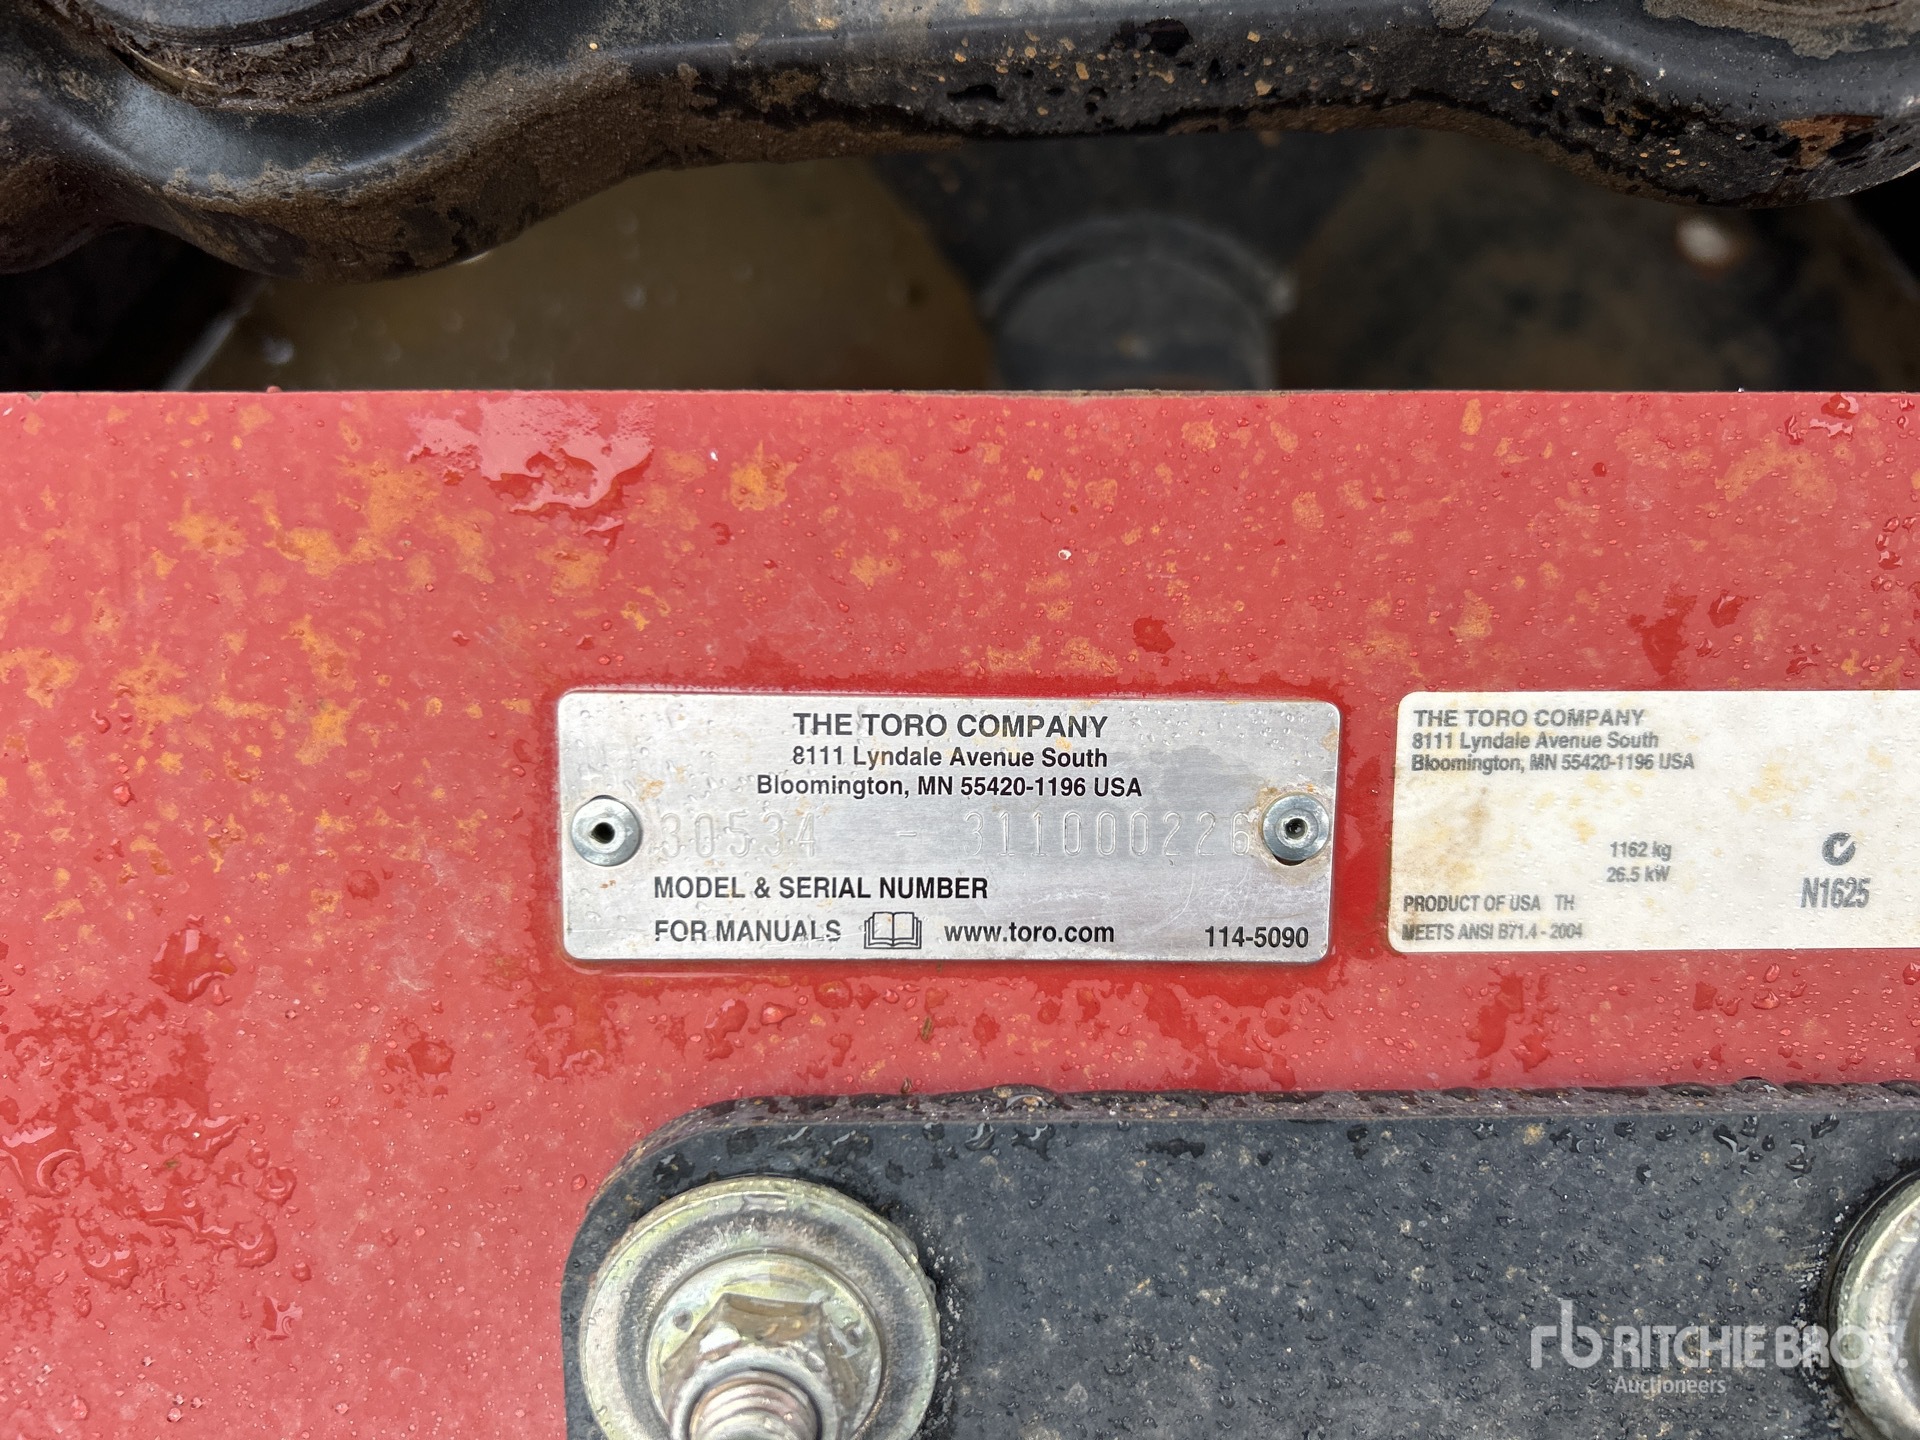 THE TORO COMPANY
8111 Lyndale Avenue South
Bloomington, MN 55420-1196 USA
30534 - 311000226
MODEL & SERIAL NUMBER
FOR MANUALS www.toro.com
114-5090
THE TORO COMPANY
8111 Lyndale Avenue South
Bloomington, MN 55420-1196 USA
1162 kg
26.5 kW
N1625
PRODUCT OF USA TH
MEETS ANSI B71.4 - 2004
rb RITCHIE BROS.
Auctioneers